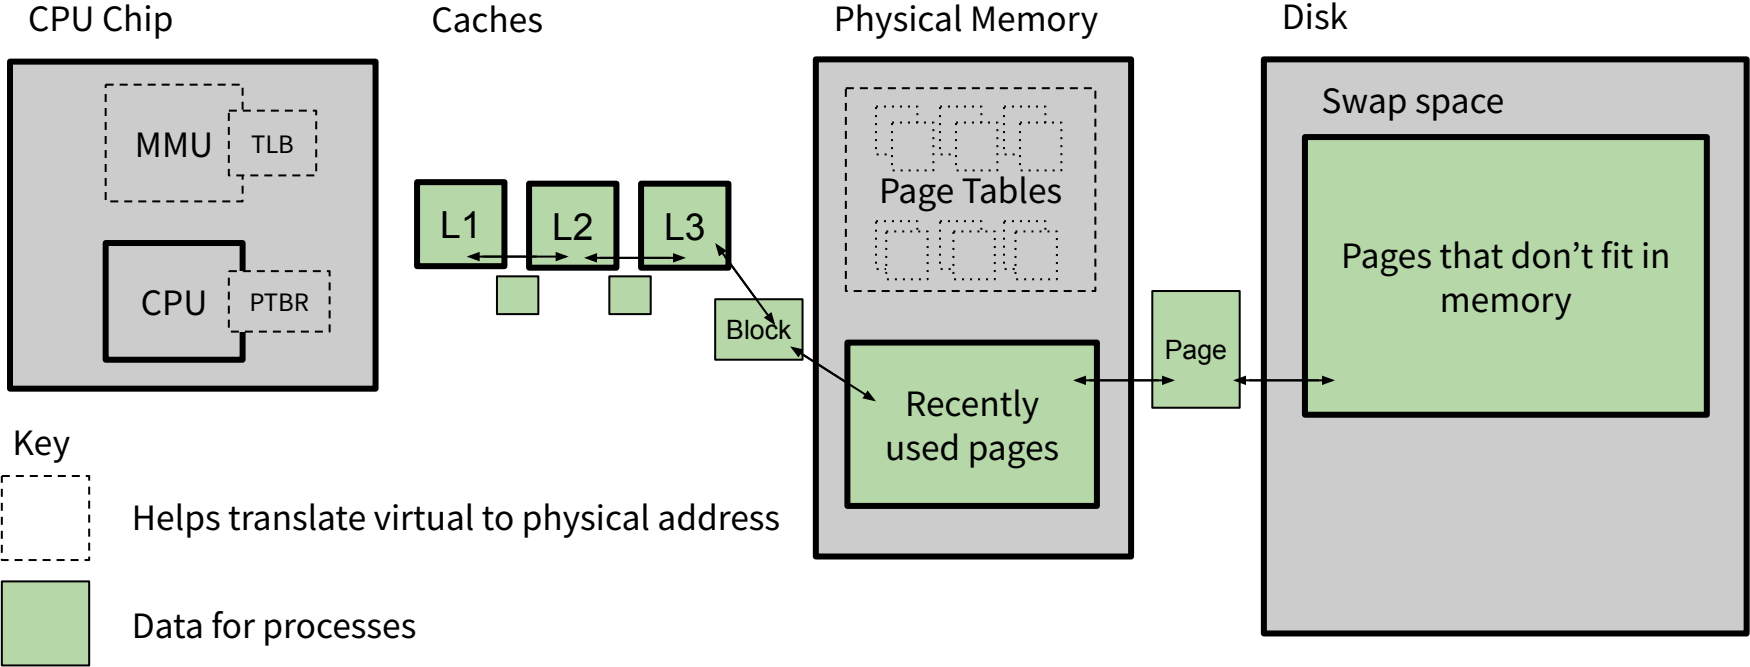 CPU Chip
Caches
Physical Memory
Disk
MMU
TLB
CPU
PTBR
L1
L2
L3
Block
Page Tables
Recently
used pages
Page
Swap space
Pages that don’t fit in
memory
Key
Helps translate virtual to physical address
Data for processes